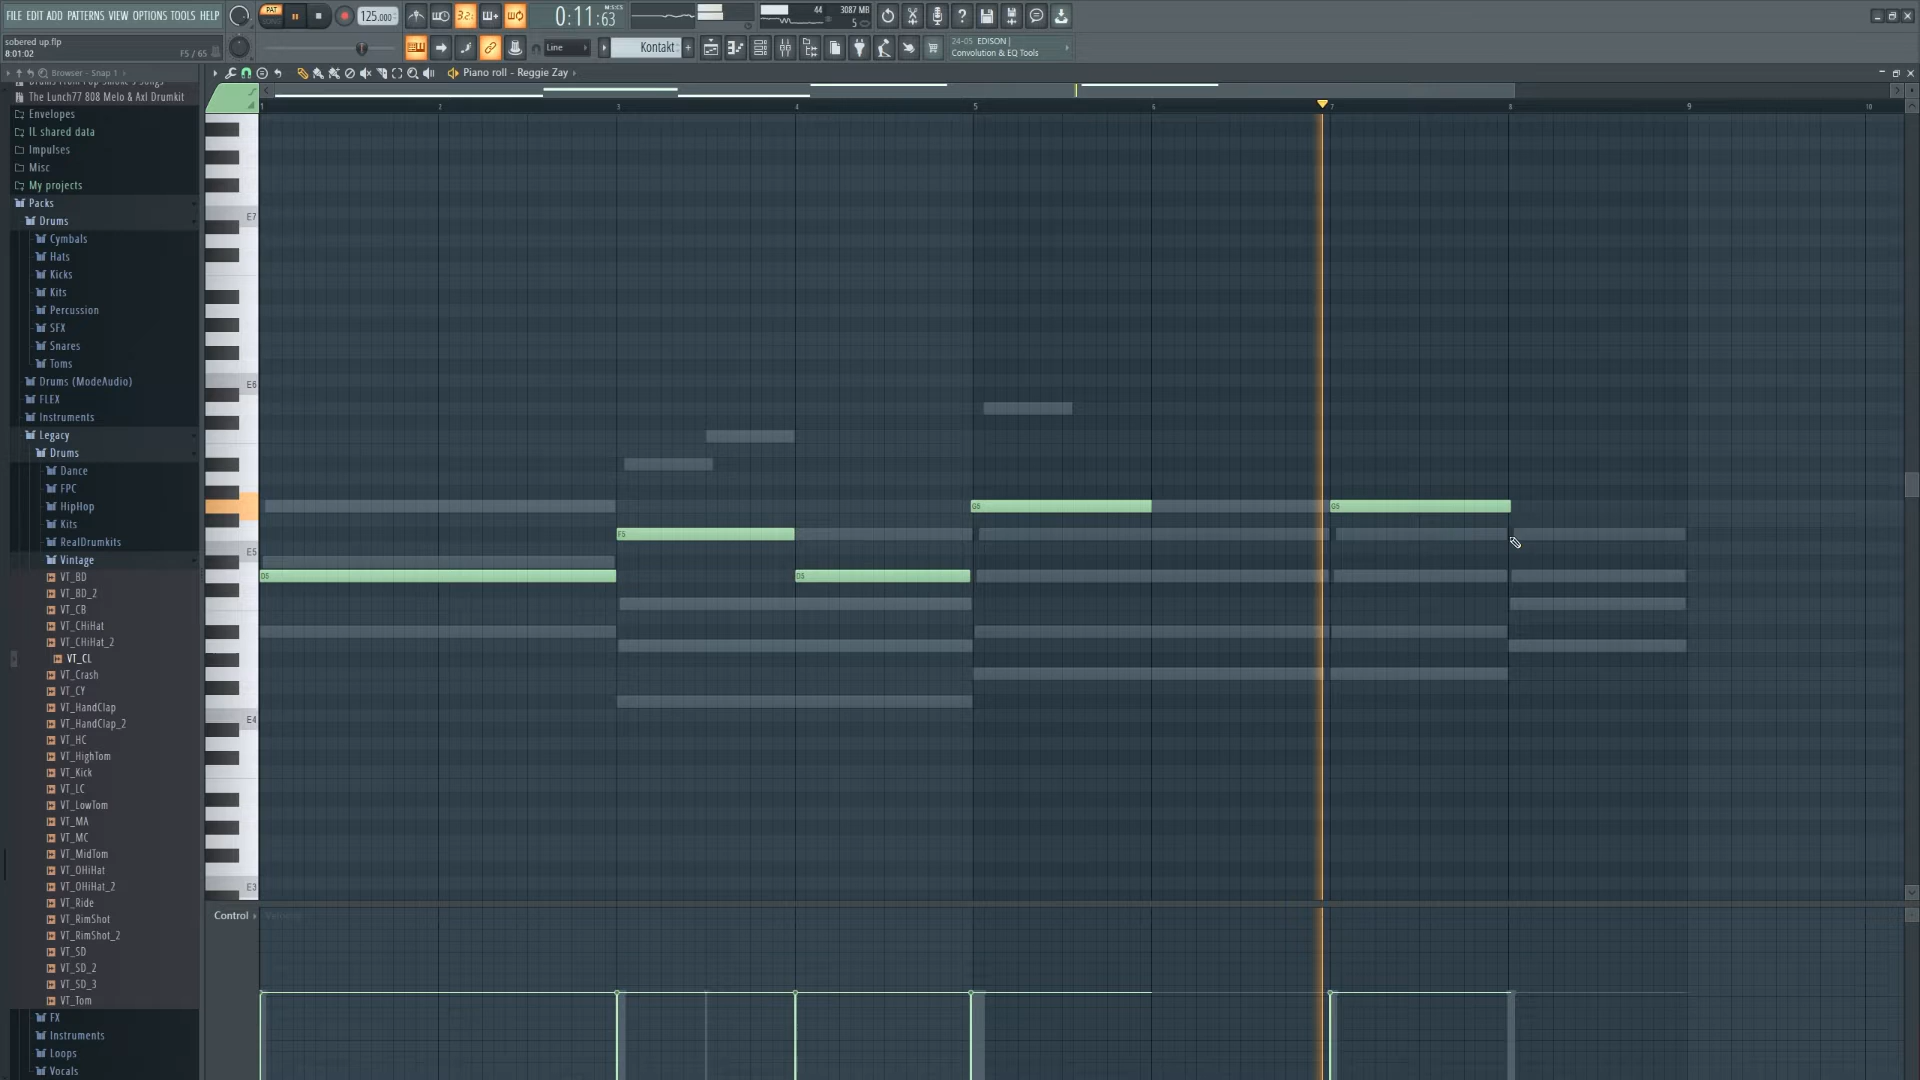 FILE EDIT ADD PATTERNS VIEW OPTIONS TOOLS HELP
PAT
125.000
3.2:
0:11:63
M:S:CS
44
3087 MB
5
sobered up.flp
8:01:02
F5 / 65
Line
Kontakt
24-05 EDISON |
Convolution & EQ Tools
Browser - Snap 1
Piano roll - Reggie Zay
The Lunch77 808 Melo & Axl Drumkit
Envelopes
IL shared data
Impulses
Misc
My projects
Packs
Drums
Cymbals
Hats
Kicks
Kits
Percussion
SFX
Snares
Toms
Drums (ModeAudio)
FLEX
Instruments
Legacy
Drums
Dance
FPC
HipHop
Kits
RealDrumkits
Vintage
VT_BD
VT_BD_2
VT_CB
VT_CHiHat
VT_CHiHat_2
VT_CL
VT_Crash
VT_CY
VT_HandClap
VT_HandClap_2
VT_HC
VT_HighTom
VT_Kick
VT_LC
VT_LowTom
VT_MA
VT_MC
VT_MidTom
VT_OHiHat
VT_OHiHat_2
VT_Ride
VT_RimShot
VT_RimShot_2
VT_SD
VT_SD_2
VT_SD_3
VT_Tom
FX
Instruments
Loops
Vocals
1 2 3 4 5 6 7 8 9 10
E7
E6
E5
E4
E3
G5
G5
F5
D5
D5
Control